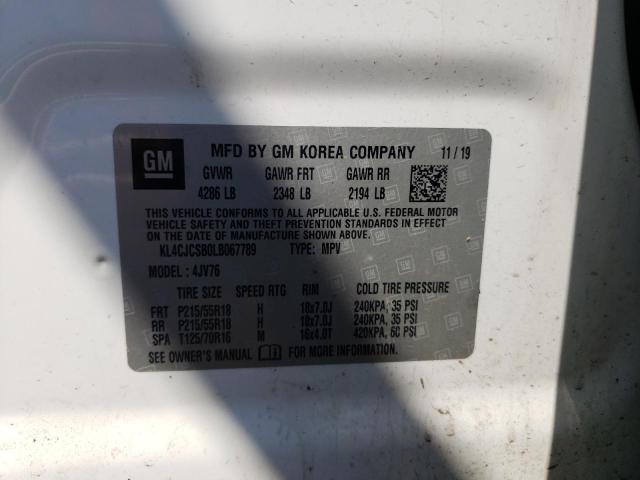 GM MFD BY GM KOREA COMPANY 11 / 19
GVWR GAWR FRT GAWR RR
4286 LB 2348 LB 2194 LB
THIS VEHICLE CONFORMS TO ALL APPLICABLE U.S. FEDERAL MOTOR
VEHICLE SAFETY AND THEFT PREVENTION STANDARDS IN EFFECT
ON THE DATE OF MANUFACTURE SHOWN ABOVE.
KL4CJCSB0LB067789 TYPE: MPV
MODEL : 4JV76
TIRE SIZE SPEED RTG RIM COLD TIRE PRESSURE
FRT P215/55R18 H 18x7.0J 240KPA, 35 PSI
RR P215/55R18 H 18x7.0J 240KPA, 35 PSI
SPA T125/70R16 M 16x4.0T 420KPA, 60 PSI
SEE OWNER'S MANUAL FOR MORE INFORMATION.